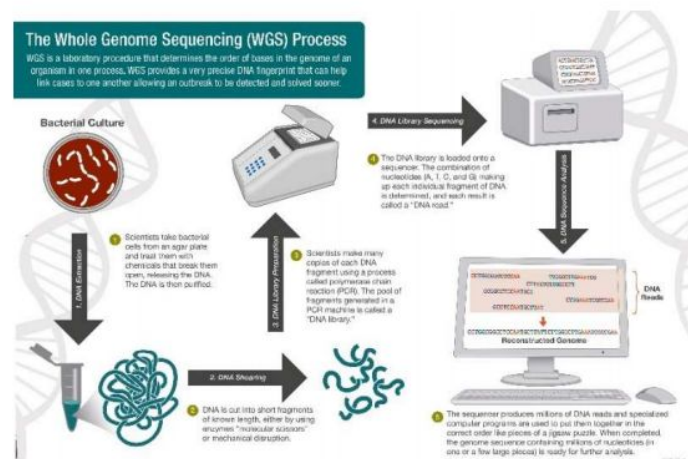 The Whole Genome Sequencing (WGS) Process
WGS is a laboratory procedure that determines the order of bases in the genome of an
organism in one process. WGS provides a very precise DNA fingerprint that can help
link cases to one another allowing an outbreak to be detected and solved sooner.
Bacterial Culture
1. DNA Extraction
1 Scientists take bacterial
cells from an agar plate
and treat them with
chemicals that break them
open, releasing the DNA.
The DNA is then purified.
2. DNA Shearing
2 DNA is cut into short fragments
of known length, either by using
enzymes "molecular scissors"
or mechanical disruption.
3. DNA Library Preparation
3 Scientists make many
copies of each DNA
fragment using a process
called polymerase chain
reaction (PCR). The pool of
fragments generated in a
PCR machine is called a
"DNA library."
4. DNA Library Sequencing
4 The DNA library is loaded onto a
sequencer. The combination of
nucleotides (A, T, C, and G) making
up each individual fragment of DNA
is determined, and each result is
called a "DNA read."
5. DNA Sequence Analysis
DNA
Reads
Reconstructed Genome
5 The sequencer produces millions of DNA reads and specialized
computer programs are used to put them together in the
correct order like pieces of a jigsaw puzzle. When completed,
the genome sequence containing millions of nucleotides (in
one or a few large pieces) is ready for further analysis.